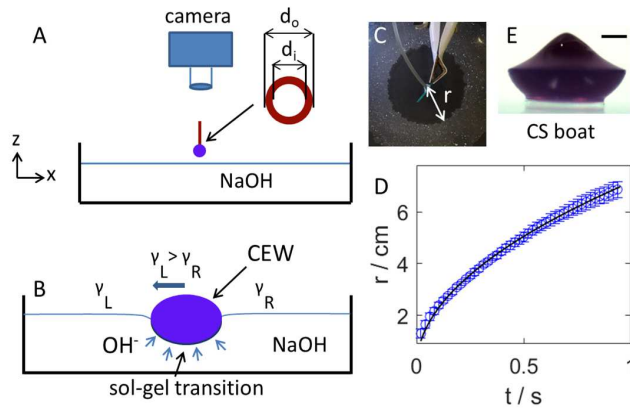 A
camera
d_o
d_i
z
x
NaOH
B
γ_L > γ_R
CEW
γ_L
γ_R
OH⁻
NaOH
sol-gel transition
C
r
E
CS boat
D
r / cm
6
4
2
0
0.5
1
t / s